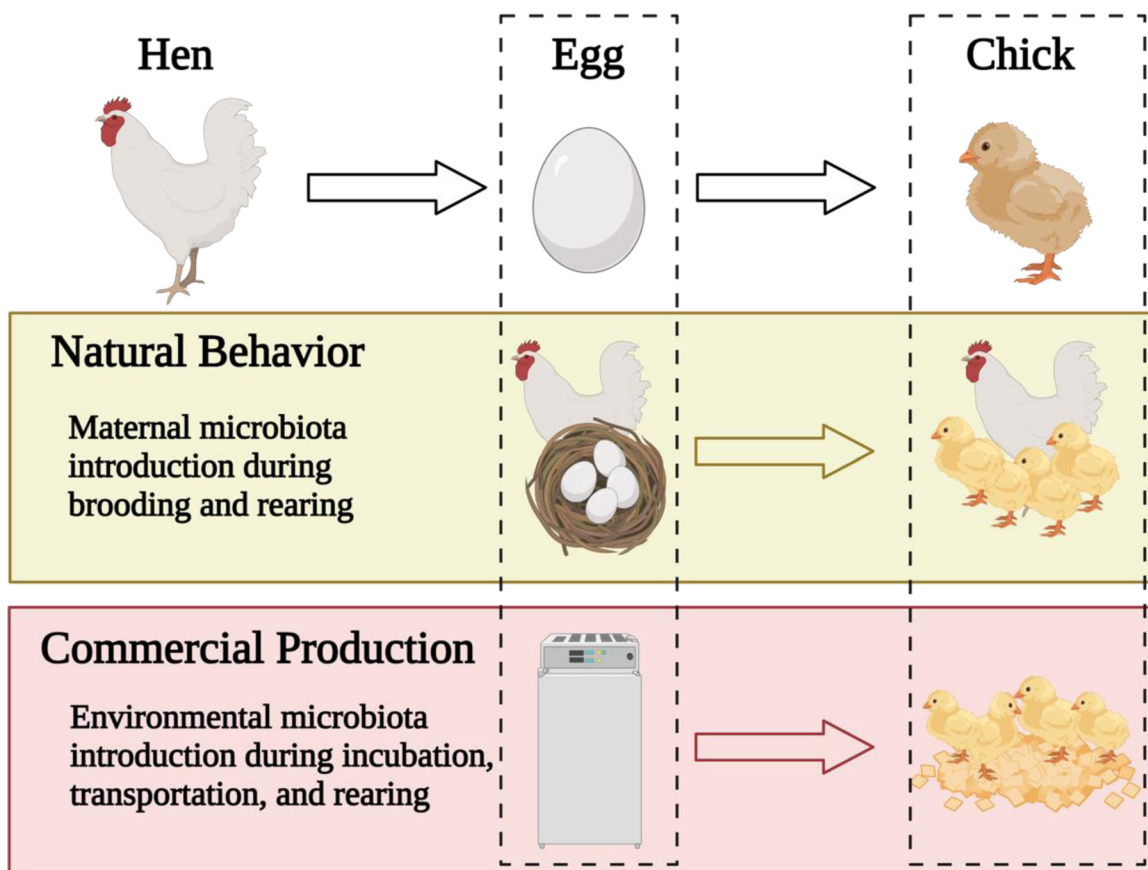 Hen
Egg
Chick
Natural Behavior
Maternal microbiota
introduction during
brooding and rearing
Commercial Production
Environmental microbiota
introduction during incubation,
transportation, and rearing